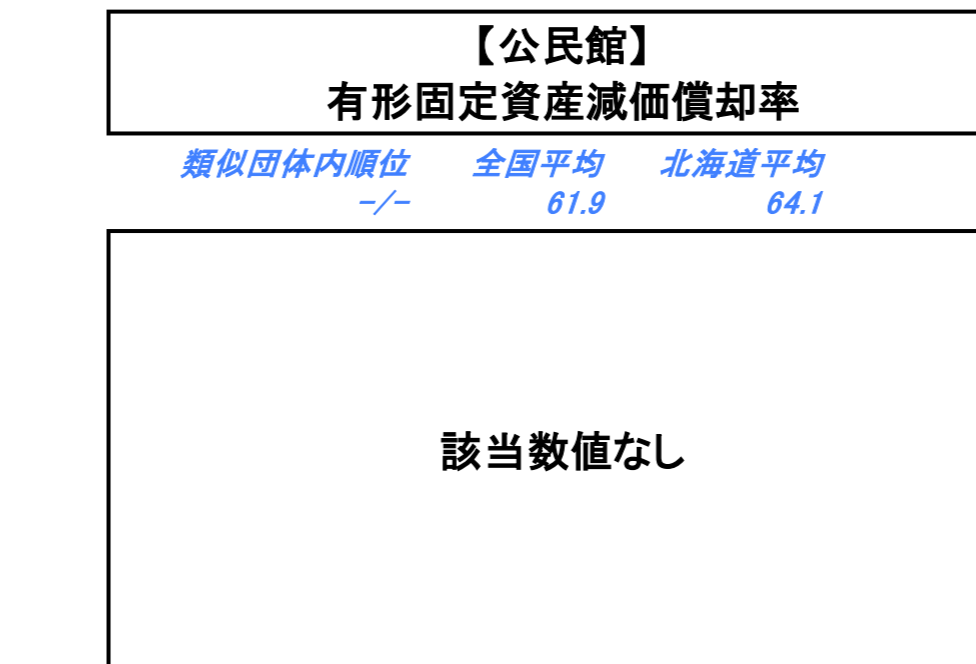 【公民館】
有形固定資産減価償却率
類似団体内順位 全国平均 北海道平均
-/- 61.9 64.1
該当数値なし